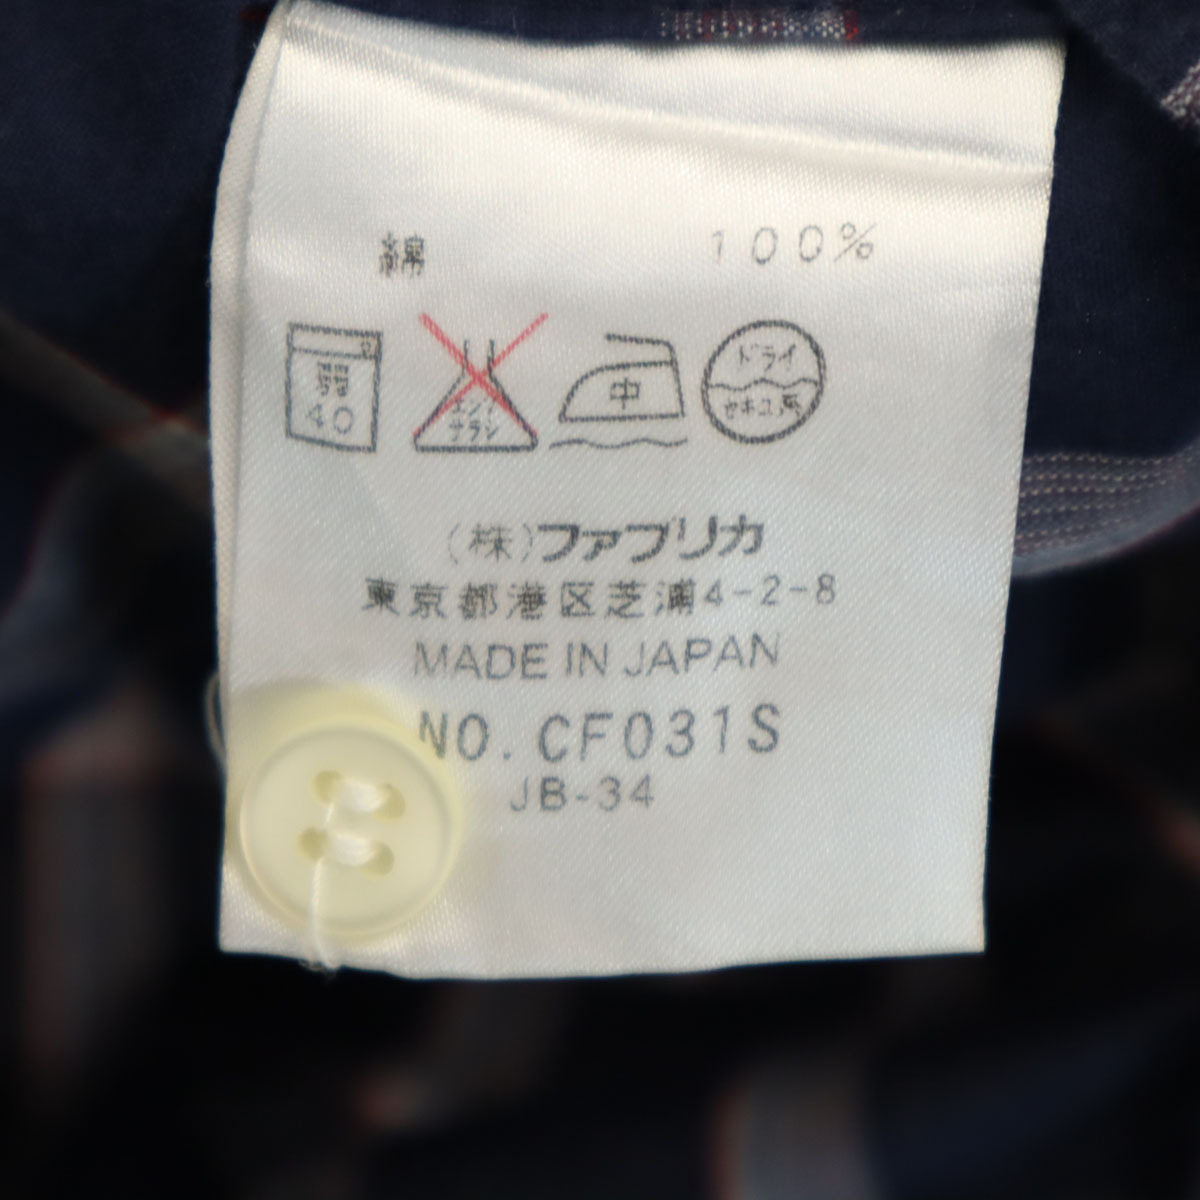 綿 100%
弱 40 エンソ サラシ 中 ドライ セキユ系
(株)ファブリカ
東京都港区芝浦4-2-8
MADE IN JAPAN
NO. CF031S
JB-34